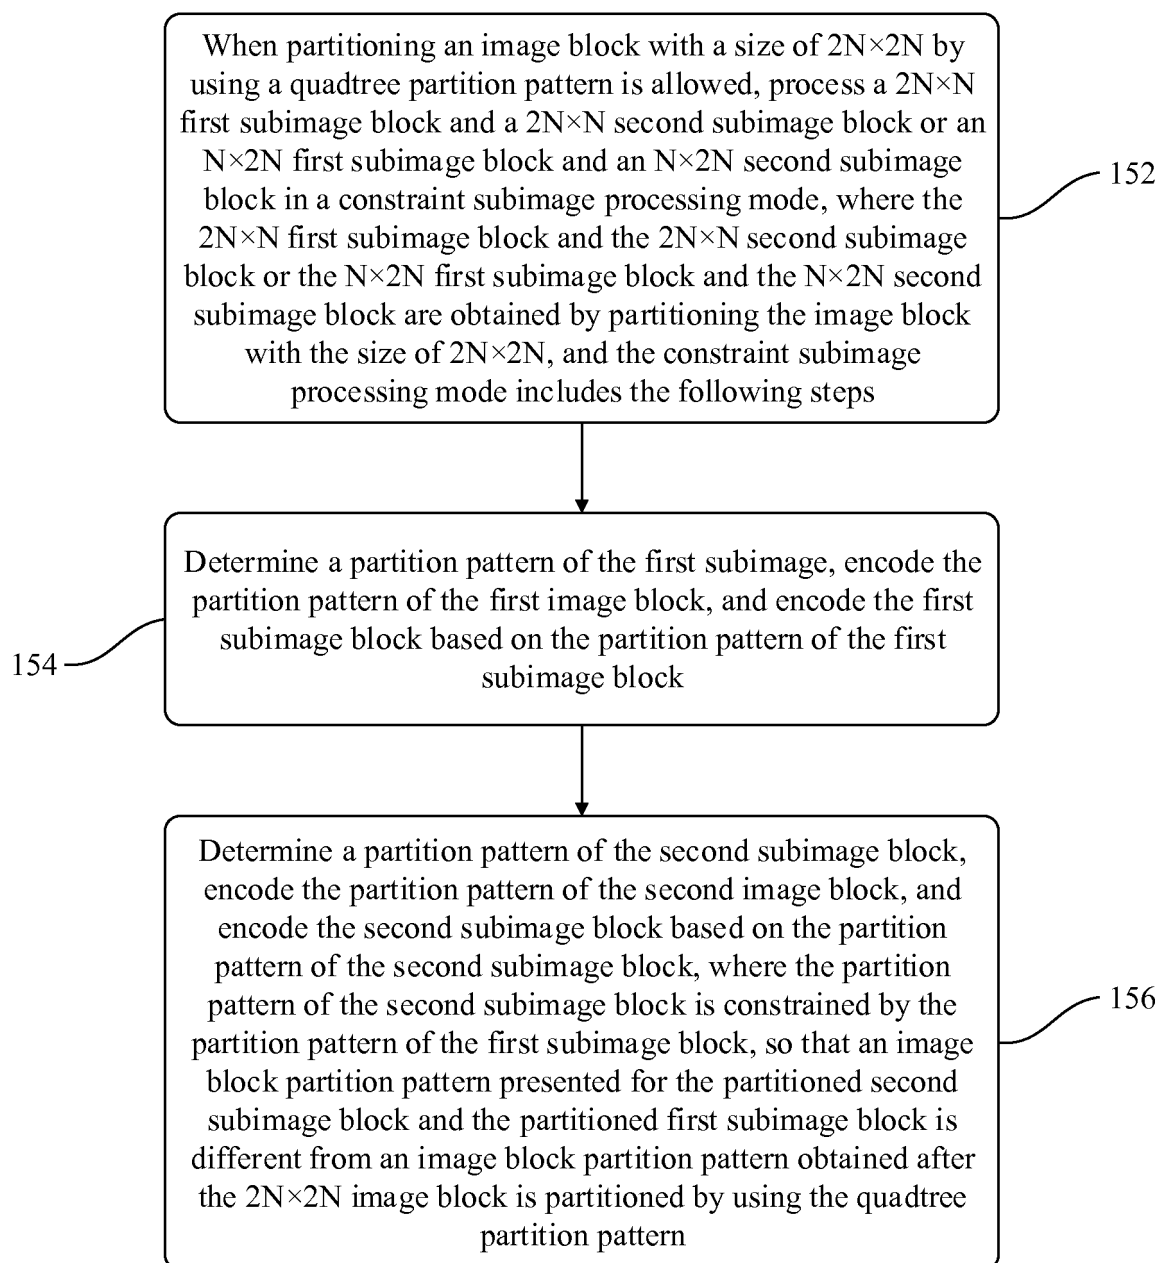 When partitioning an image block with a size of 2N×2N by
using a quadtree partition pattern is allowed, process a 2N×N
first subimage block and a 2N×N second subimage block or an
N×2N first subimage block and an N×2N second subimage
block in a constraint subimage processing mode, where the
2N×N first subimage block and the 2N×N second subimage
block or the N×2N first subimage block and the N×2N second
subimage block are obtained by partitioning the image block
with the size of 2N×2N, and the constraint subimage
processing mode includes the following steps
152
Determine a partition pattern of the first subimage, encode the
partition pattern of the first image block, and encode the first
subimage block based on the partition pattern of the first
subimage block
154
Determine a partition pattern of the second subimage block,
encode the partition pattern of the second image block, and
encode the second subimage block based on the partition
pattern of the second subimage block, where the partition
pattern of the second subimage block is constrained by the
partition pattern of the first subimage block, so that an image
block partition pattern presented for the partitioned second
subimage block and the partitioned first subimage block is
different from an image block partition pattern obtained after
the 2N×2N image block is partitioned by using the quadtree
partition pattern
156